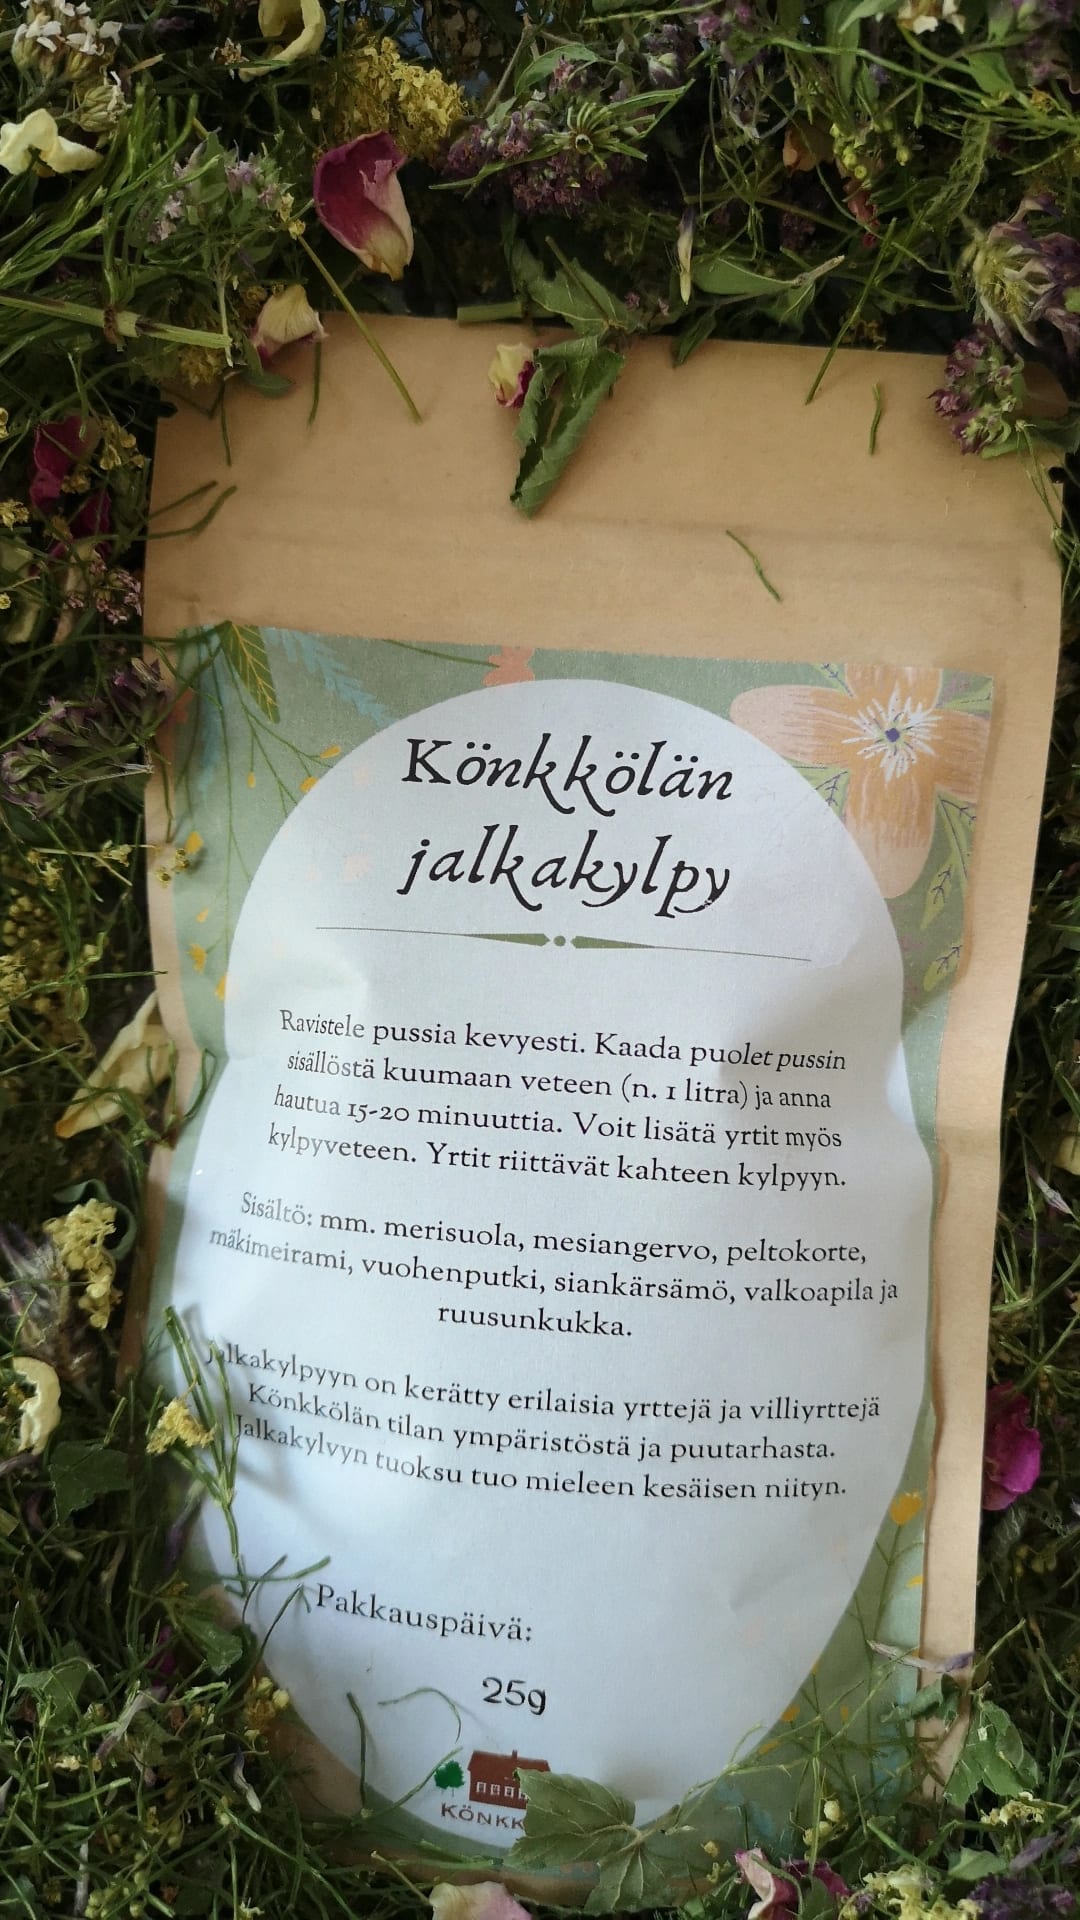 Könkkölän
jalkakylpy
Ravistele pussia kevyesti. Kaada puolet pussin
sisällöstä kuumaan veteen (n. 1 litra) ja anna
hautua 15-20 minuuttia. Voit lisätä yrtit myös
kylpyveteen. Yrtit riittävät kahteen kylpyyn.
Sisältö: mm. merisuola, mesiangervo, peltokorte,
mäkimeirami, vuohenputki, siankärsämö, valkoapila ja
ruusunkukka.
Jalkakylpyyn on kerätty erilaisia yrttejä ja villiyrttejä
Könkkölän tilan ympäristöstä ja puutarhasta.
Jalkakylvyn tuoksu tuo mieleen kesäisen niityn.
Pakkauspäivä:
25g
KÖNKK